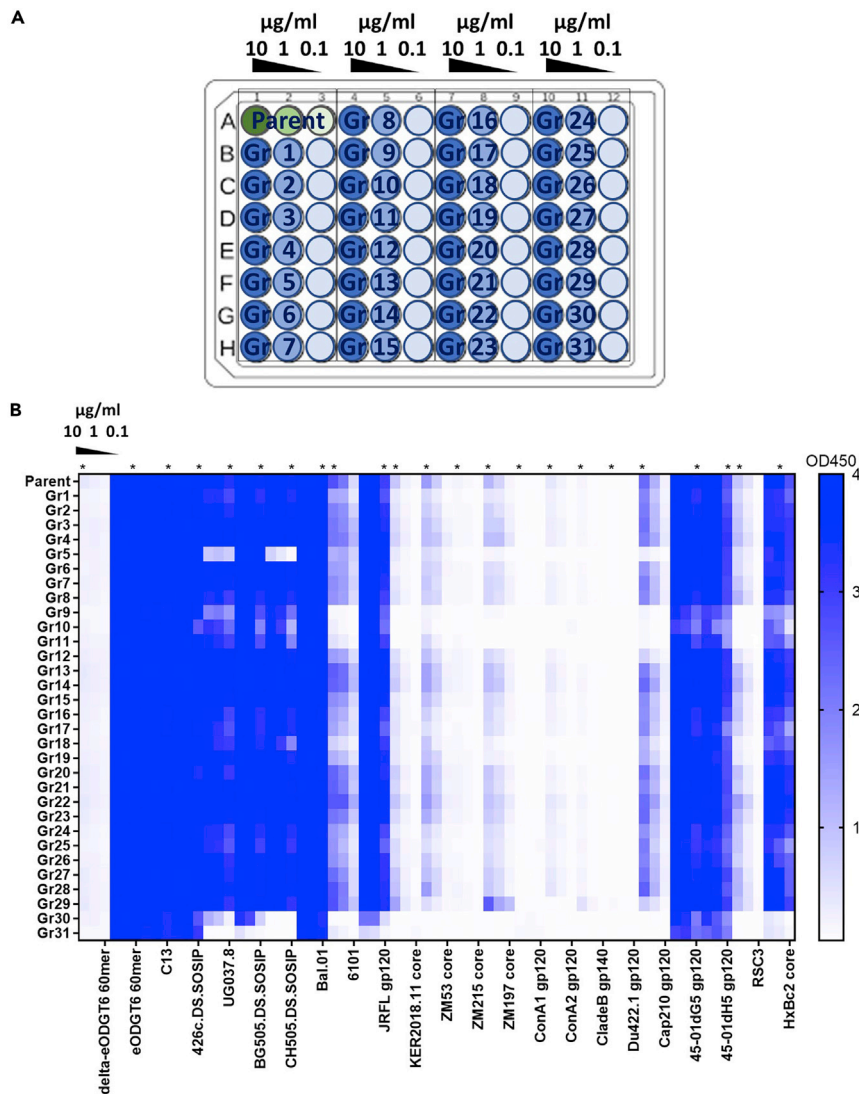 A
µg/ml µg/ml µg/ml µg/ml
10 1 0.1 10 1 0.1 10 1 0.1 10 1 0.1
1 2 3 4 5 6 7 8 9 10 11 12
A Parent Gr 8 Gr 16 Gr 24
B Gr 1 Gr 9 Gr 17 Gr 25
C Gr 2 Gr 10 Gr 18 Gr 26
D Gr 3 Gr 11 Gr 19 Gr 27
E Gr 4 Gr 12 Gr 20 Gr 28
F Gr 5 Gr 13 Gr 21 Gr 29
G Gr 6 Gr 14 Gr 22 Gr 30
H Gr 7 Gr 15 Gr 23 Gr 31
B
µg/ml
10 1 0.1
* * * * * * * * * * * * * * * * * * * * * * *
OD450
Parent
Gr1
Gr2
Gr3
Gr4
Gr5
Gr6
Gr7
Gr8
Gr9
Gr10
Gr11
Gr12
Gr13
Gr14
Gr15
Gr16
Gr17
Gr18
Gr19
Gr20
Gr21
Gr22
Gr23
Gr24
Gr25
Gr26
Gr27
Gr28
Gr29
Gr30
Gr31
4
3
2
1
delta-eODGT6 60mer
eODGT6 60mer
C13
426c.DS.SOSIP
UG037.8
BG505.DS.SOSIP
CH505.DS.SOSIP
Bal.01
6101
JRFL gp120
KER2018.11 core
ZM53 core
ZM215 core
ZM197 core
ConA1 gp120
ConA2 gp120
CladeB gp140
Du422.1 gp120
Cap210 gp120
45-01dG5 gp120
45-01dH5 gp120
RSC3
HxBc2 core